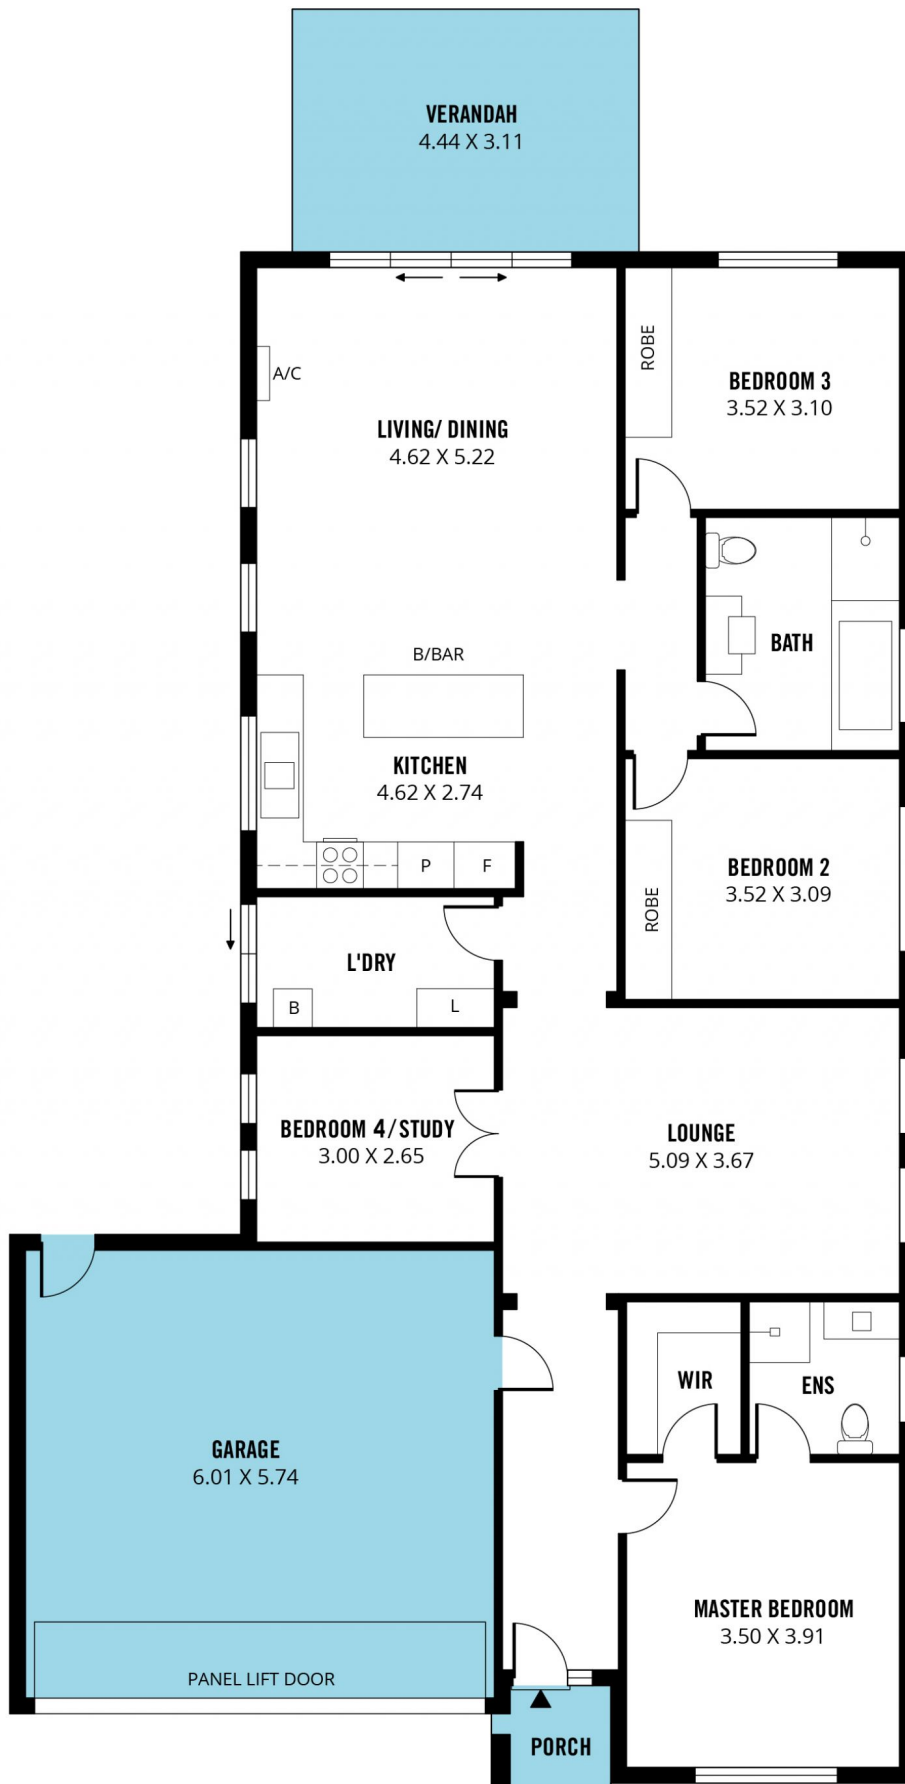 VERANDAH
4.44 X 3.11
A/C
LIVING/ DINING
4.62 X 5.22
ROBE
BEDROOM 3
3.52 X 3.10
BATH
B/BAR
KITCHEN
4.62 X 2.74
P
F
BEDROOM 2
3.52 X 3.09
ROBE
L'DRY
B
L
BEDROOM 4/STUDY
3.00 X 2.65
LOUNGE
5.09 X 3.67
WIR
ENS
GARAGE
6.01 X 5.74
MASTER BEDROOM
3.50 X 3.91
PANEL LIFT DOOR
PORCH